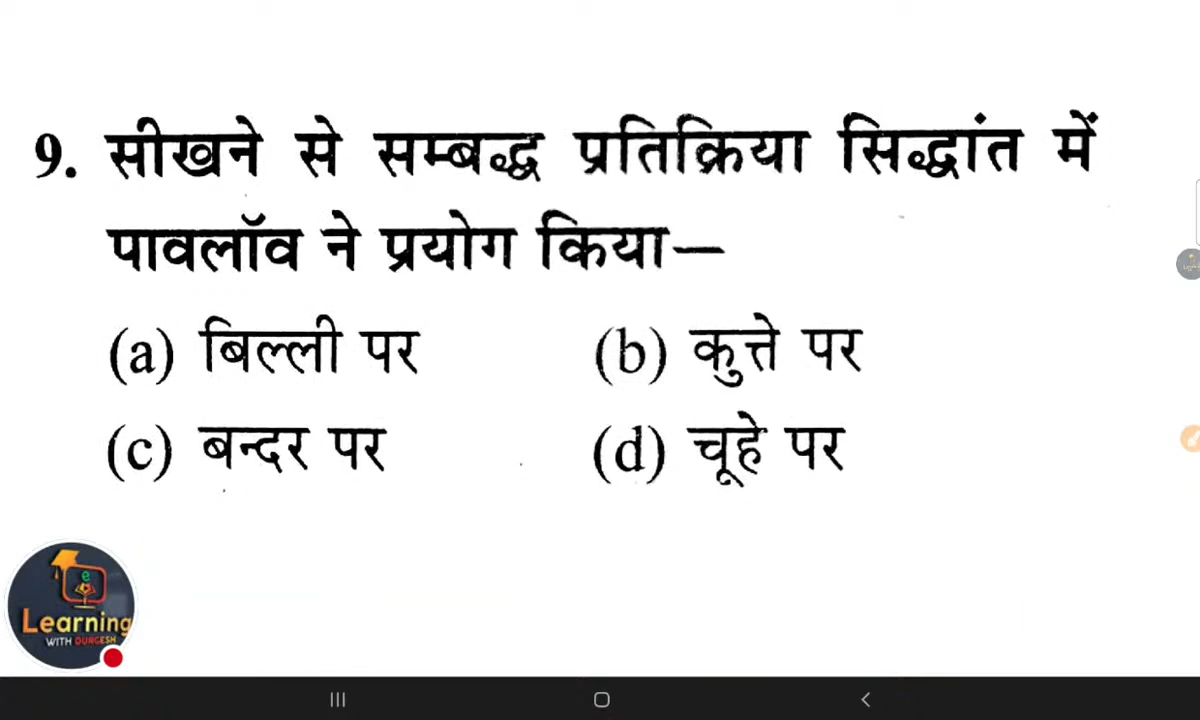 9. सीखने से सम्बद्ध प्रतिक्रिया सिद्धांत में
पावलॉव ने प्रयोग किया—
(a) बिल्ली पर (b) कुत्ते पर
(c) बन्दर पर (d) चूहे पर
e
Learning
WITH DURGESH